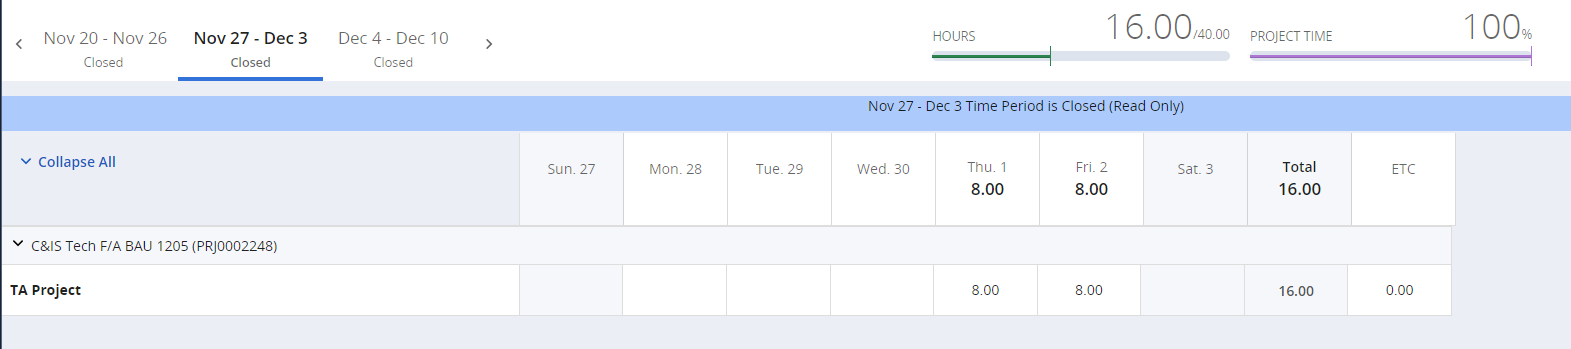 Nov 20 - Nov 26 Nov 27 - Dec 3 Dec 4 - Dec 10
Closed Closed Closed
HOURS 16.00/40.00 PROJECT TIME 100%
Nov 27 - Dec 3 Time Period is Closed (Read Only)
Collapse All Sun. 27 Mon. 28 Tue. 29 Wed. 30 Thu. 1 Fri. 2 Sat. 3 Total ETC
8.00 8.00 16.00
C&IS Tech F/A BAU 1205 (PRJ0002248)
TA Project 8.00 8.00 16.00 0.00